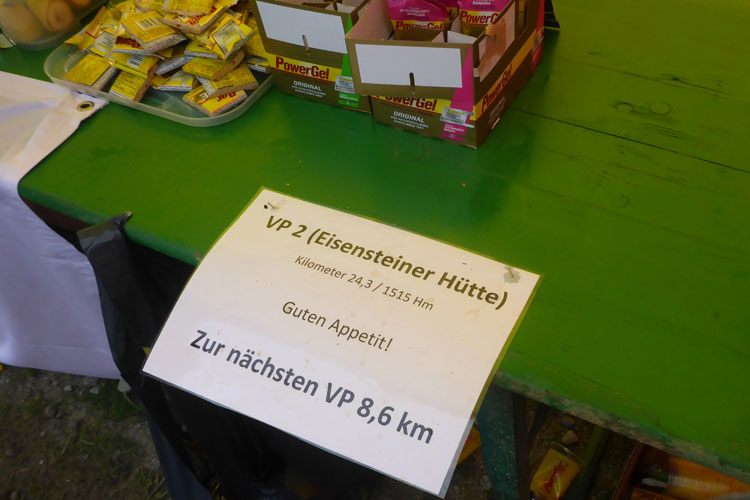 PowerGel
ORIGINAL
PowerGel
ORIGINAL
PowerGel
PowerGel
VP 2 (Eisensteiner Hütte)
Kilometer 24,3 / 1515 Hm
Guten Appetit!
Zur nächsten VP 8,6 km